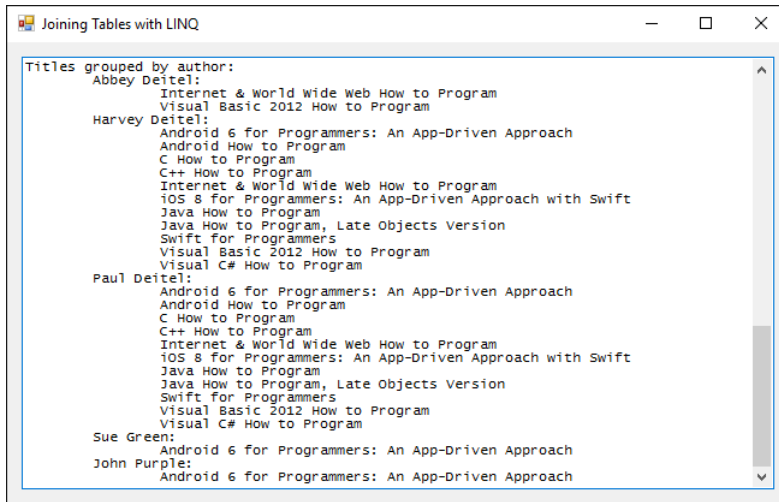 Joining Tables with LINQ
Titles grouped by author:
Abbey Deitel:
Internet & World Wide Web How to Program
Visual Basic 2012 How to Program
Harvey Deitel:
Android 6 for Programmers: An App-Driven Approach
Android How to Program
C How to Program
C++ How to Program
Internet & World Wide Web How to Program
iOS 8 for Programmers: An App-Driven Approach with Swift
Java How to Program
Java How to Program, Late Objects Version
Swift for Programmers
Visual Basic 2012 How to Program
Visual C# How to Program
Paul Deitel:
Android 6 for Programmers: An App-Driven Approach
Android How to Program
C How to Program
C++ How to Program
Internet & World Wide Web How to Program
iOS 8 for Programmers: An App-Driven Approach with Swift
Java How to Program
Java How to Program, Late Objects Version
Swift for Programmers
Visual Basic 2012 How to Program
Visual C# How to Program
Sue Green:
Android 6 for Programmers: An App-Driven Approach
John Purple:
Android 6 for Programmers: An App-Driven Approach